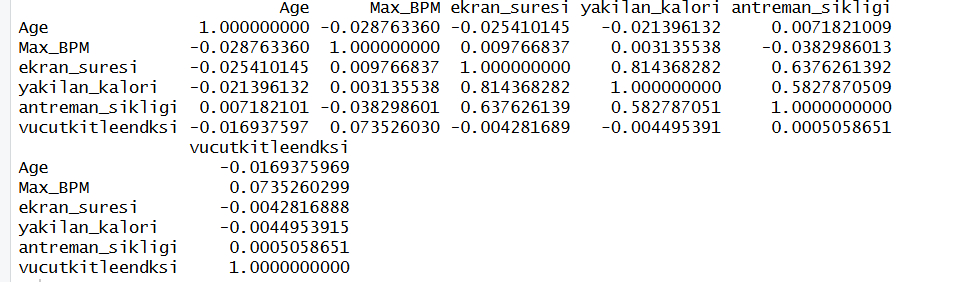 Age Max_BPM ekran_suresi yakilan_kalori antreman_sikligi
Age 1.000000000 -0.028763360 -0.025410145 -0.021396132 0.0071821009
Max_BPM -0.028763360 1.000000000 0.009766837 0.003135538 -0.0382986013
ekran_suresi -0.025410145 0.009766837 1.000000000 0.814368282 0.6376261392
yakilan_kalori -0.021396132 0.003135538 0.814368282 1.000000000 0.5827870509
antreman_sikligi 0.007182101 -0.038298601 0.637626139 0.582787051 1.0000000000
vucutkitleendksi -0.016937597 0.073526030 -0.004281689 -0.004495391 0.0005058651
vucutkitleendksi
Age -0.0169375969
Max_BPM 0.0735260299
ekran_suresi -0.0042816888
yakilan_kalori -0.0044953915
antreman_sikligi 0.0005058651
vucutkitleendksi 1.0000000000